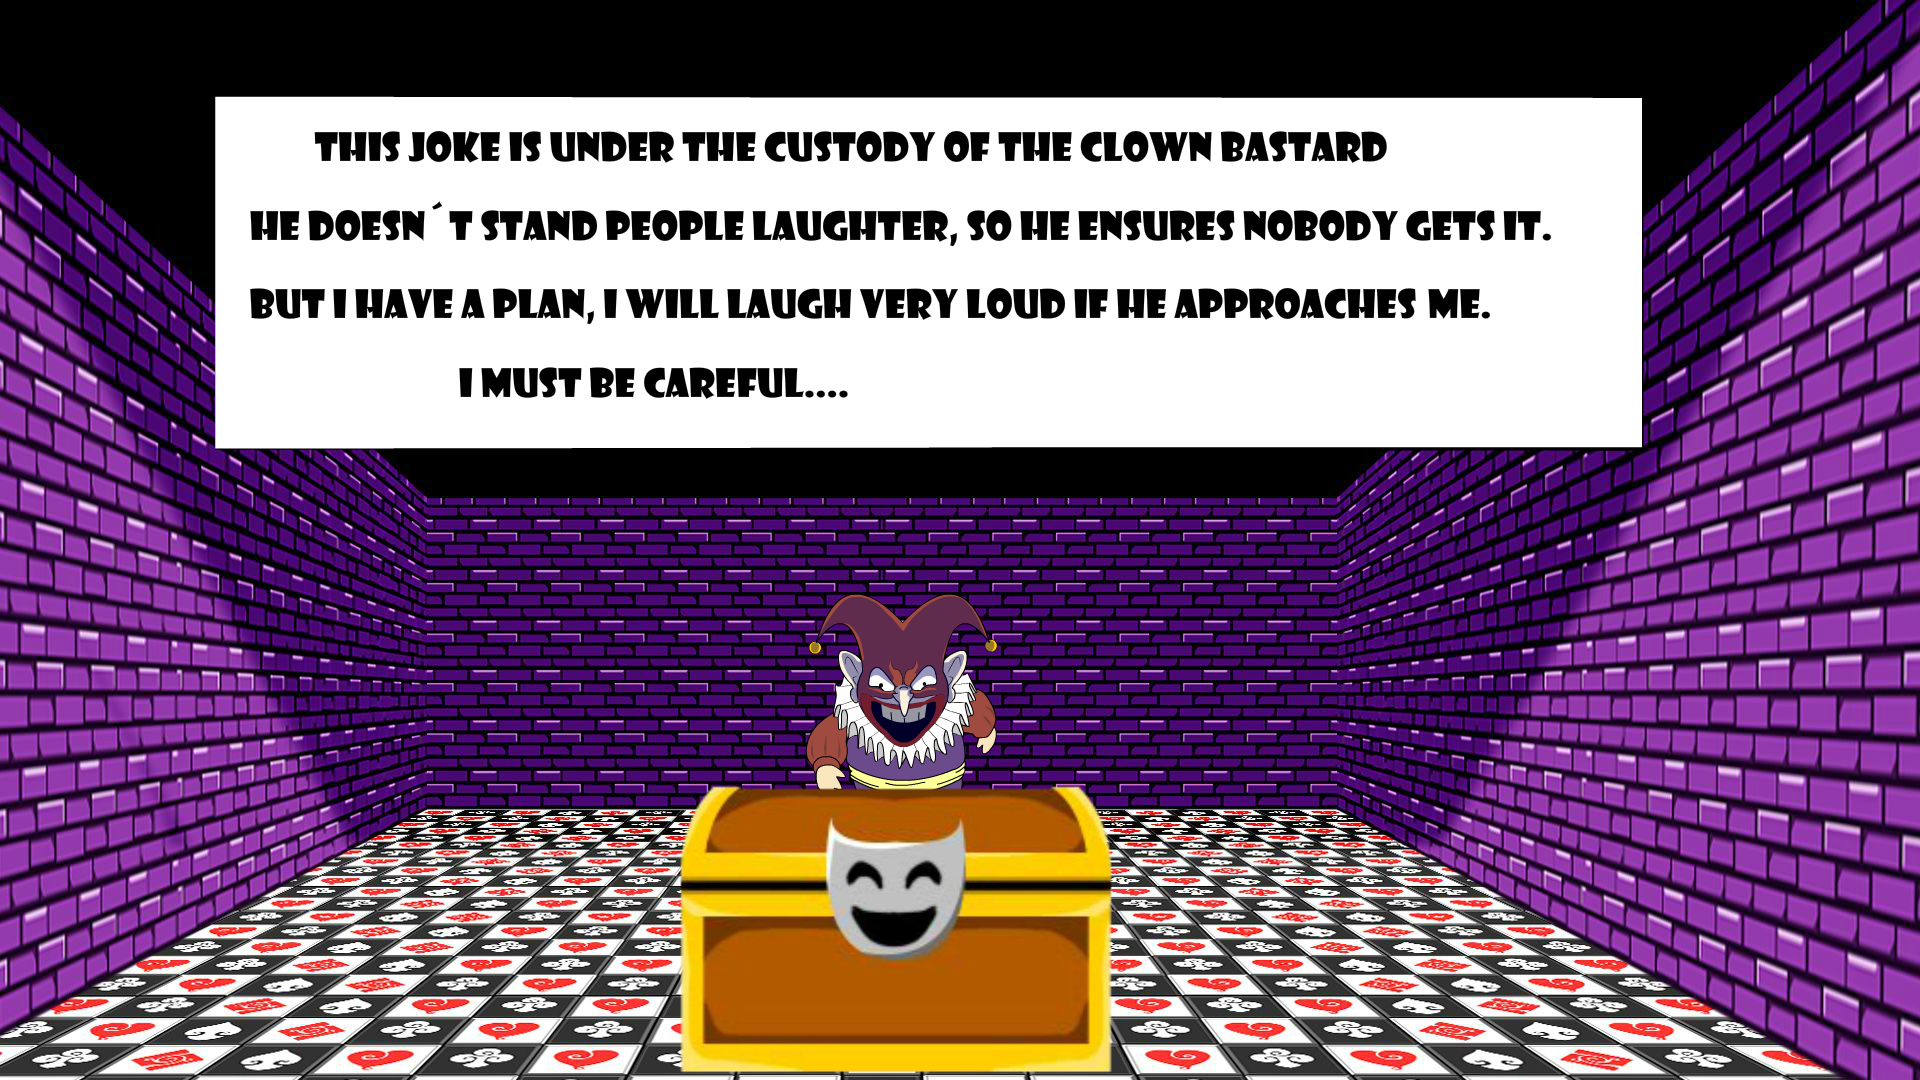 THIS JOKE IS UNDER THE CUSTODY OF THE CLOWN BASTARD
HE DOESN´T STAND PEOPLE LAUGHTER, SO HE ENSURES NOBODY GETS IT.
BUT I HAVE A PLAN, I WILL LAUGH VERY LOUD IF HE APPROACHES ME.
I MUST BE CAREFUL....